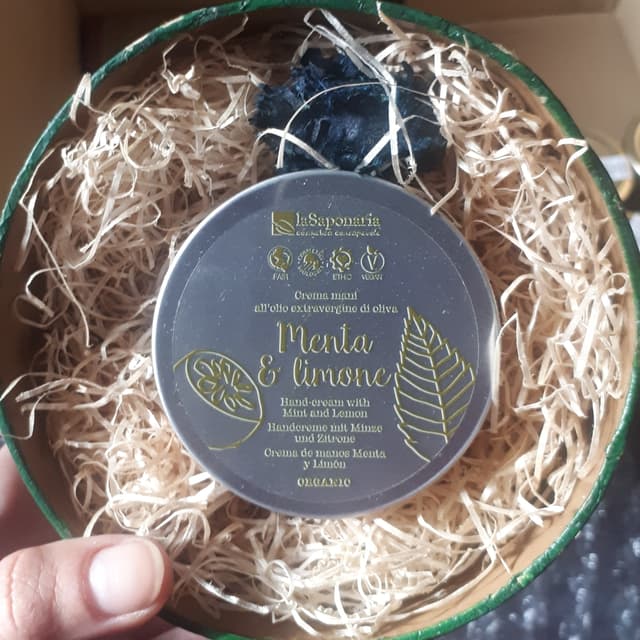 laSaponaria
Crema mani
all'olio extravergine di oliva
Menta
& limone
Hand-cream with
Mint and Lemon
Handcreme mit Minze
und Zitrone
Crema de manos Menta
y Limón
ORGANIC
FAIR
ETHIC
VEGAN